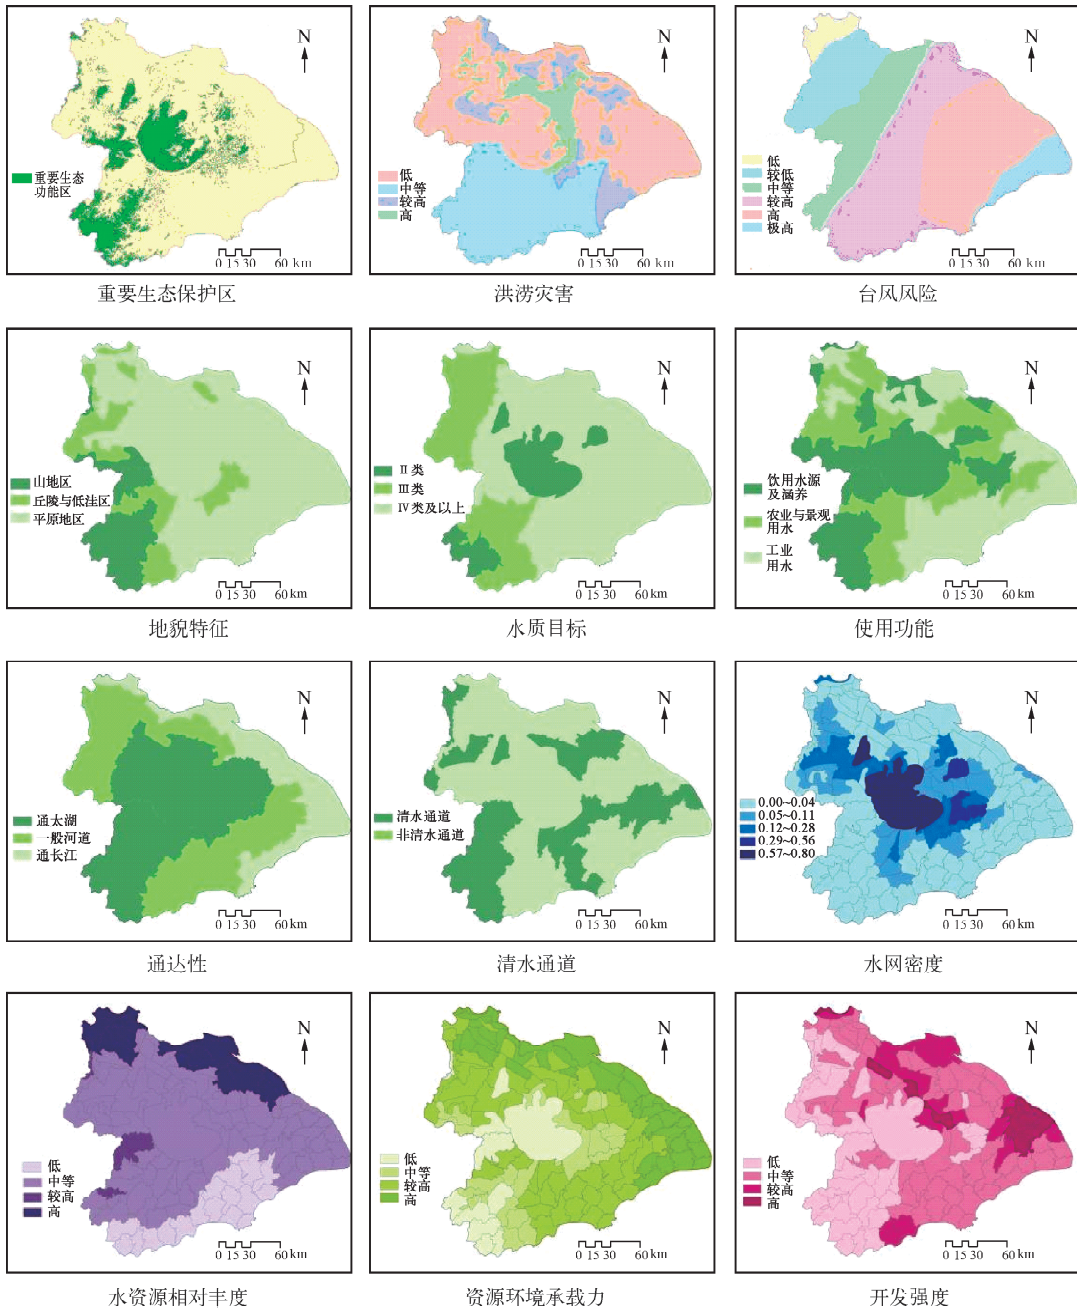 N
重要生态
功能区
0 15 30 60 km
重要生态保护区
N
低
中等
较高
高
0 15 30 60 km
洪涝灾害
N
低
较低
中等
较高
高
极高
0 15 30 60 km
台风风险
N
山地区
丘陵与低洼区
平原地区
0 15 30 60 km
地貌特征
N
II 类
III类
IV类及以上
0 15 30 60 km
水质目标
N
饮用水源
及涵养
农业与景观
用水
工业
用水
0 15 30 60 km
使用功能
N
通太湖
一般河道
通长江
0 15 30 60 km
通达性
N
清水通道
非清水通道
0 15 30 60 km
清水通道
N
0.00~0.04
0.05~0.11
0.12~0.28
0.29~0.56
0.57~0.80
0 15 30 60 km
水网密度
N
低
中等
较高
高
0 15 30 60 km
水资源相对丰度
N
低
中等
较高
高
0 15 30 60 km
资源环境承载力
N
低
中等
较高
高
0 15 30 60 km
开发强度